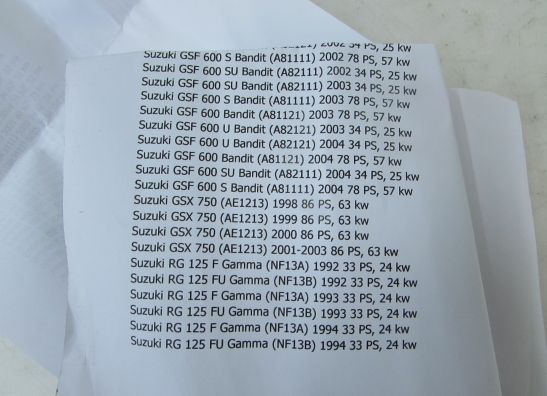 2002 34 PS, 25 kw
Suzuki GSF 600 S Bandit (A81111) 2002 78 PS, 57 kw
Suzuki GSF 600 SU Bandit (A82111) 2002 34 PS, 25 kw
Suzuki GSF 600 SU Bandit (A82111) 2003 34 PS, 25 kw
Suzuki GSF 600 S Bandit (A81111) 2003 78 PS, 57 kw
Suzuki GSF 600 Bandit (A81121) 2003 78 PS, 57 kw
Suzuki GSF 600 U Bandit (A82121) 2003 34 PS, 25 kw
Suzuki GSF 600 U Bandit (A82121) 2004 34 PS, 25 kw
Suzuki GSF 600 Bandit (A81121) 2004 78 PS, 57 kw
Suzuki GSF 600 SU Bandit (A82111) 2004 34 PS, 25 kw
Suzuki GSF 600 S Bandit (A81111) 2004 78 PS, 57 kw
Suzuki GSX 750 (AE1213) 1998 86 PS, 63 kw
Suzuki GSX 750 (AE1213) 1999 86 PS, 63 kw
Suzuki GSX 750 (AE1213) 2000 86 PS, 63 kw
Suzuki GSX 750 (AE1213) 2001-2003 86 PS, 63 kw
Suzuki RG 125 F Gamma (NF13A) 1992 33 PS, 24 kw
Suzuki RG 125 FU Gamma (NF13B) 1992 33 PS, 24 kw
Suzuki RG 125 F Gamma (NF13A) 1993 33 PS, 24 kw
Suzuki RG 125 FU Gamma (NF13B) 1993 33 PS, 24 kw
Suzuki RG 125 F Gamma (NF13A) 1994 33 PS, 24 kw
Suzuki RG 125 FU Gamma (NF13B) 1994 33 PS, 24 kw